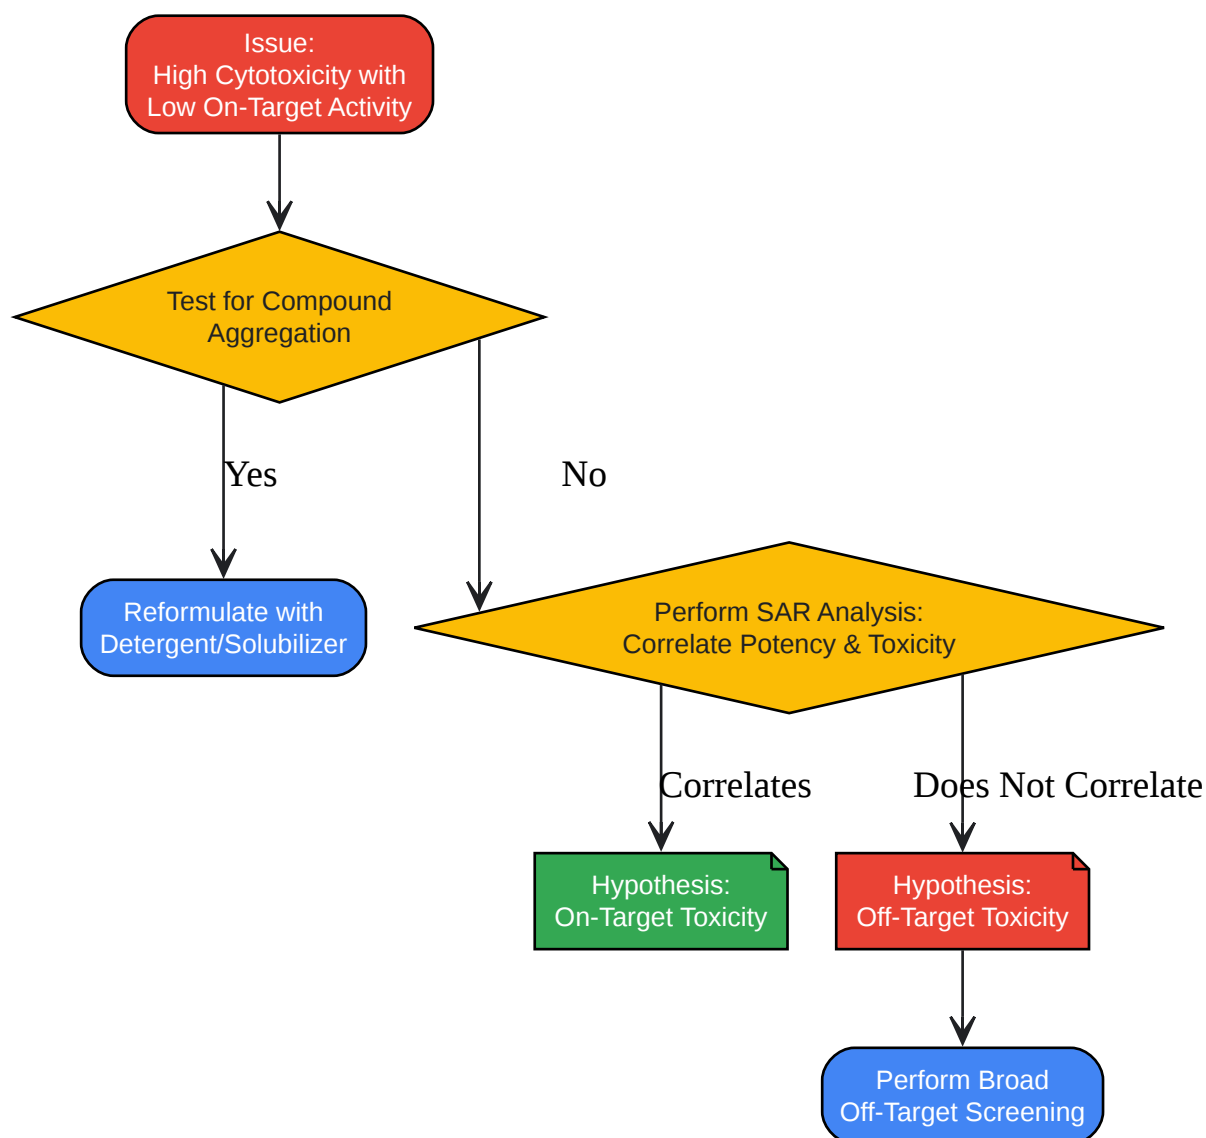 Issue:
High Cytotoxicity with
Low On-Target Activity
Test for Compound
Aggregation
Yes
No
Reformulate with
Detergent/Solubilizer
Perform SAR Analysis:
Correlate Potency & Toxicity
Correlates
Does Not Correlate
Hypothesis:
On-Target Toxicity
Hypothesis:
Off-Target Toxicity
Perform Broad
Off-Target Screening